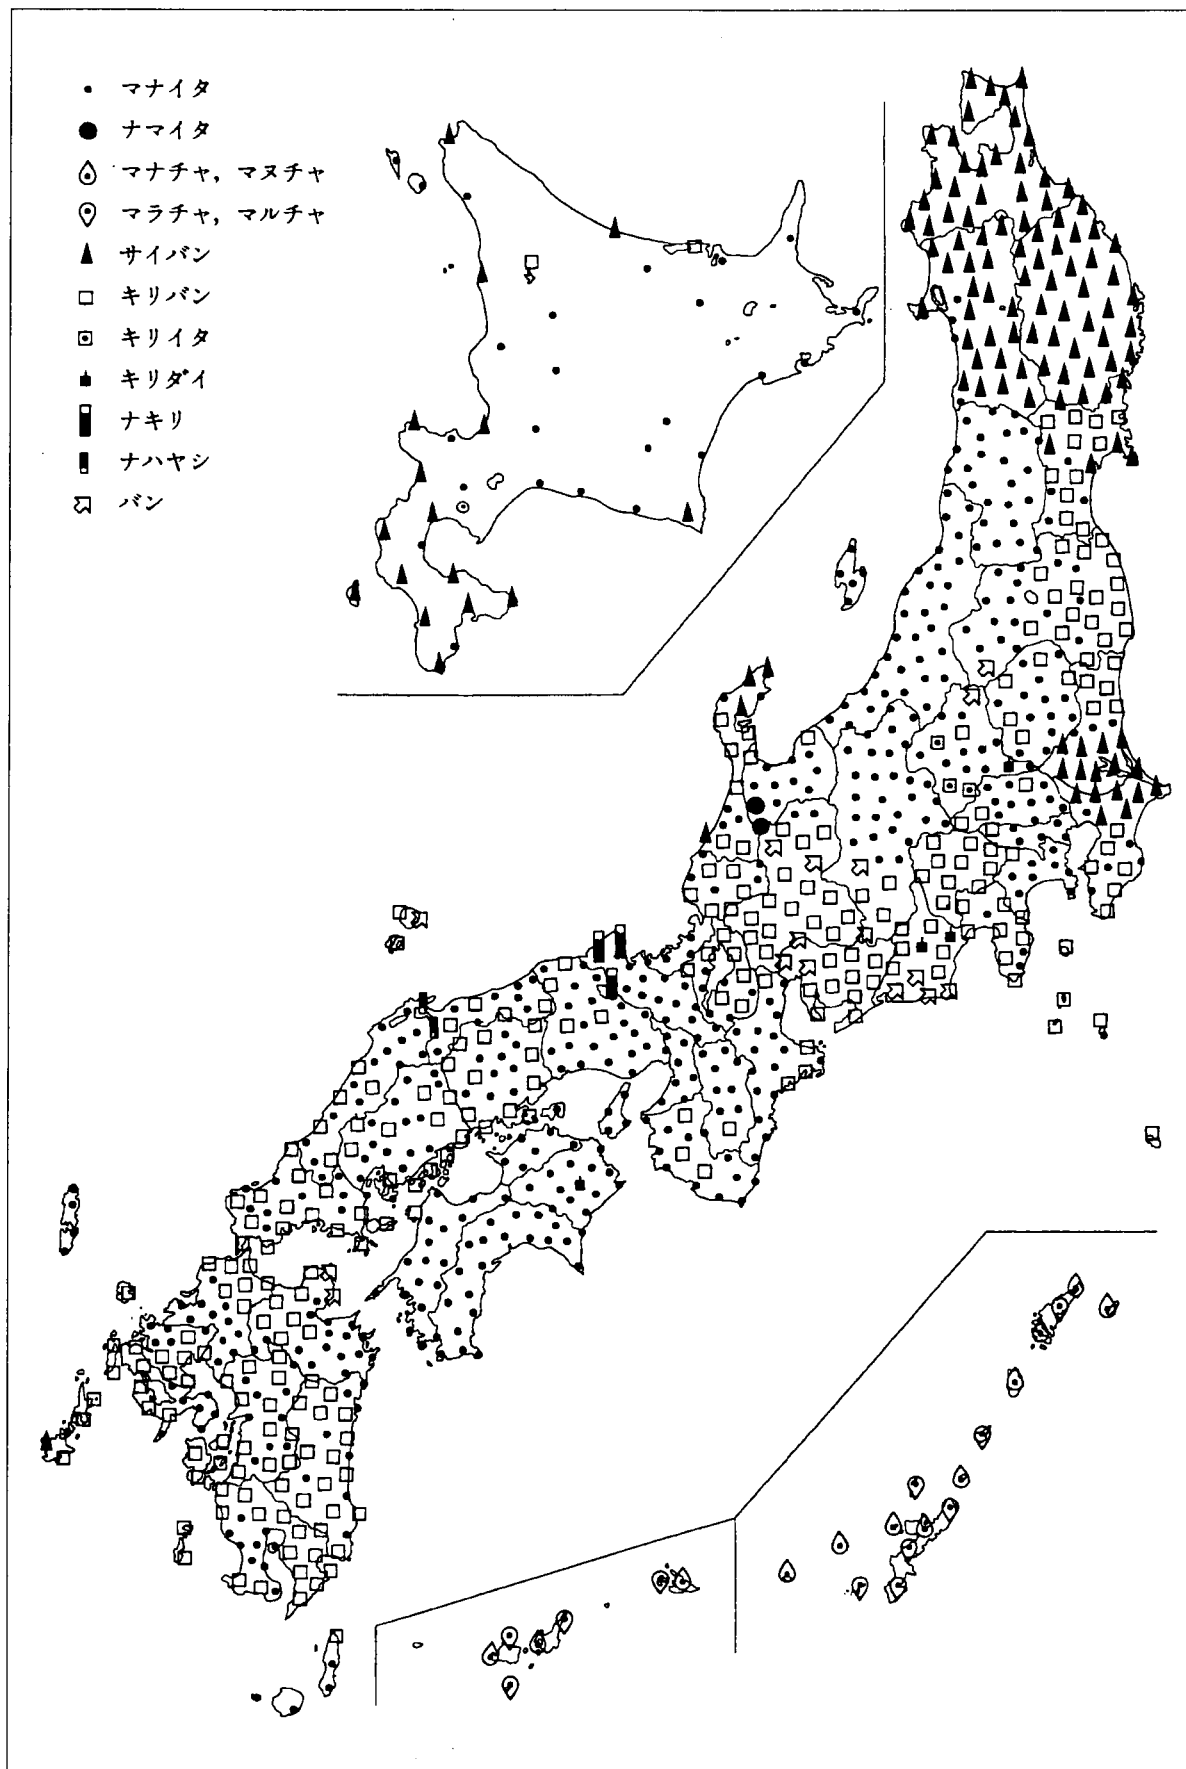 マナイタ
ナマイタ
マナチャ, マヌチャ
マラチャ, マルチャ
サイバン
キリバン
キリイタ
キリダイ
ナキリ
ナハヤシ
バン